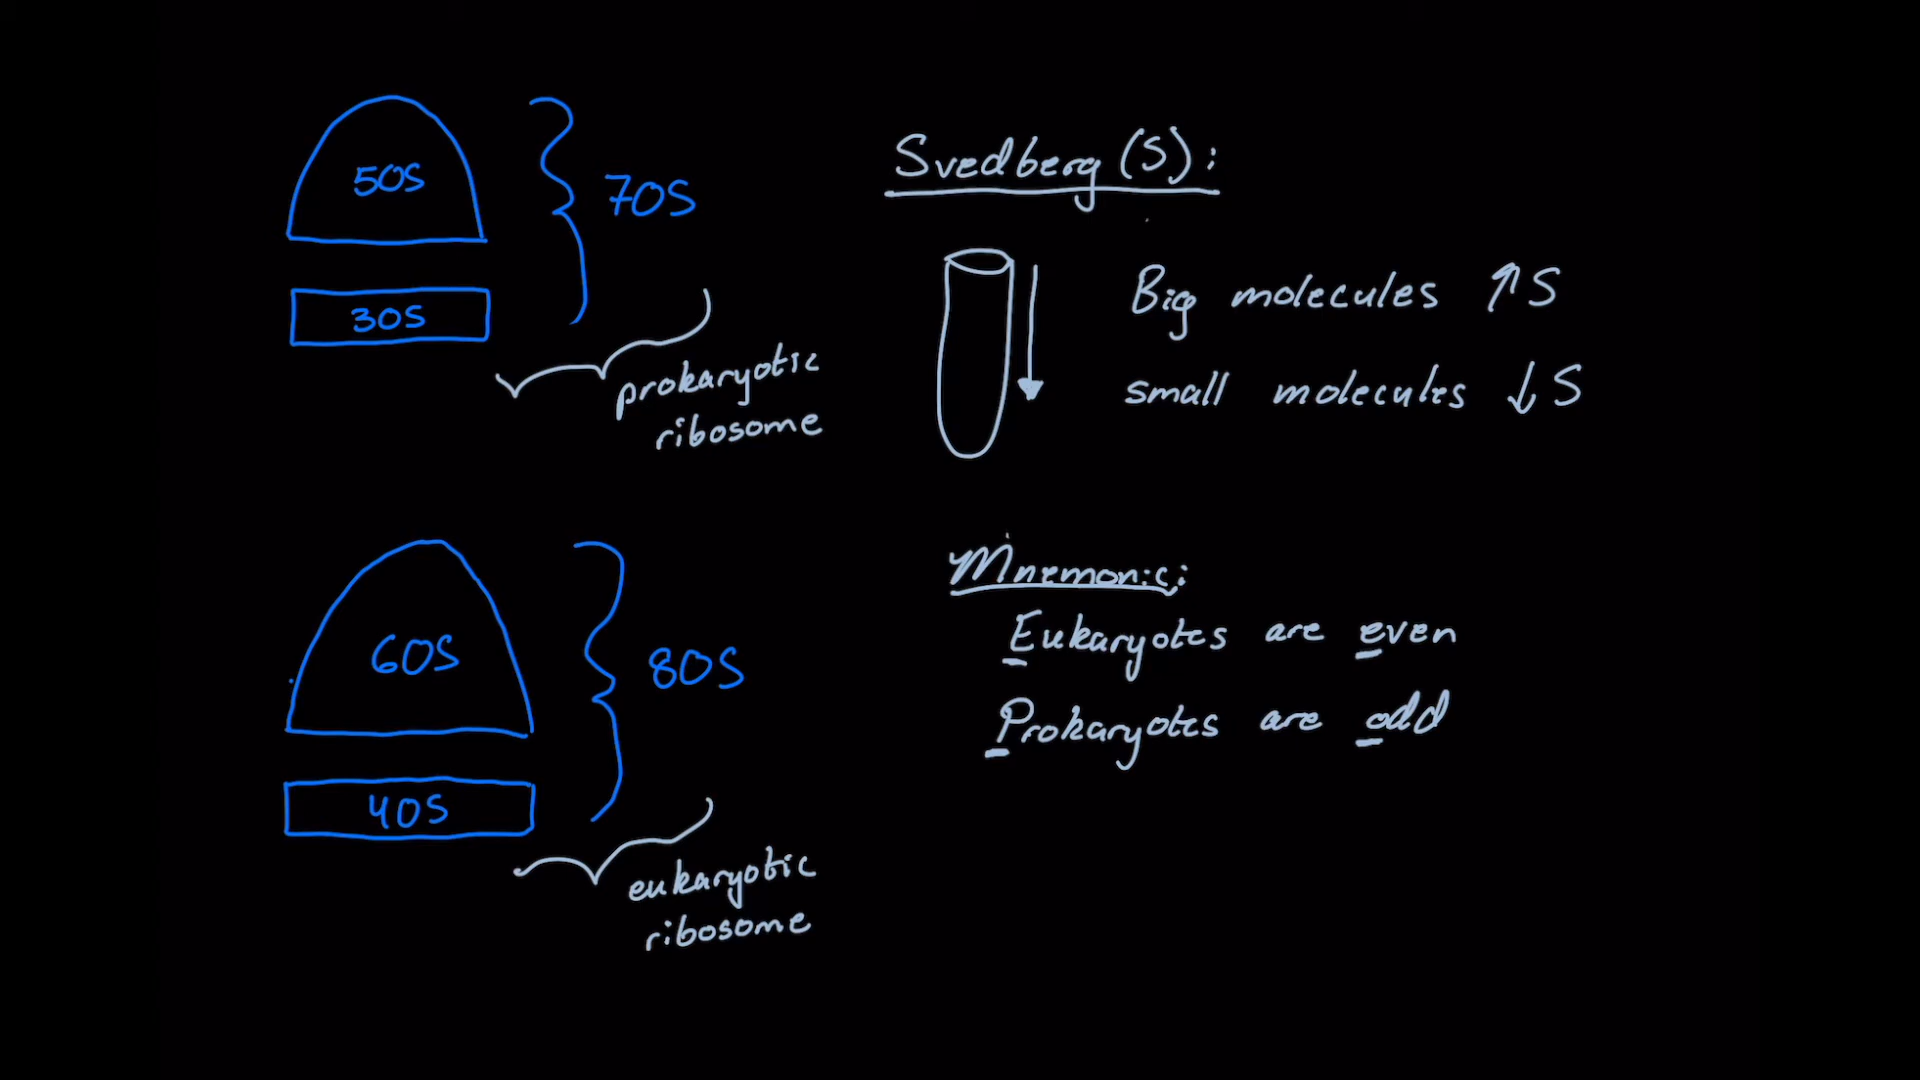 50S
70S
30S
prokaryotic
ribosome
Svedberg (S):
Big molecules ↑S
small molecules ↓S
60S
80S
40S
eukaryotic
ribosome
Mnemonic:
Eukaryotes are even
Prokaryotes are odd